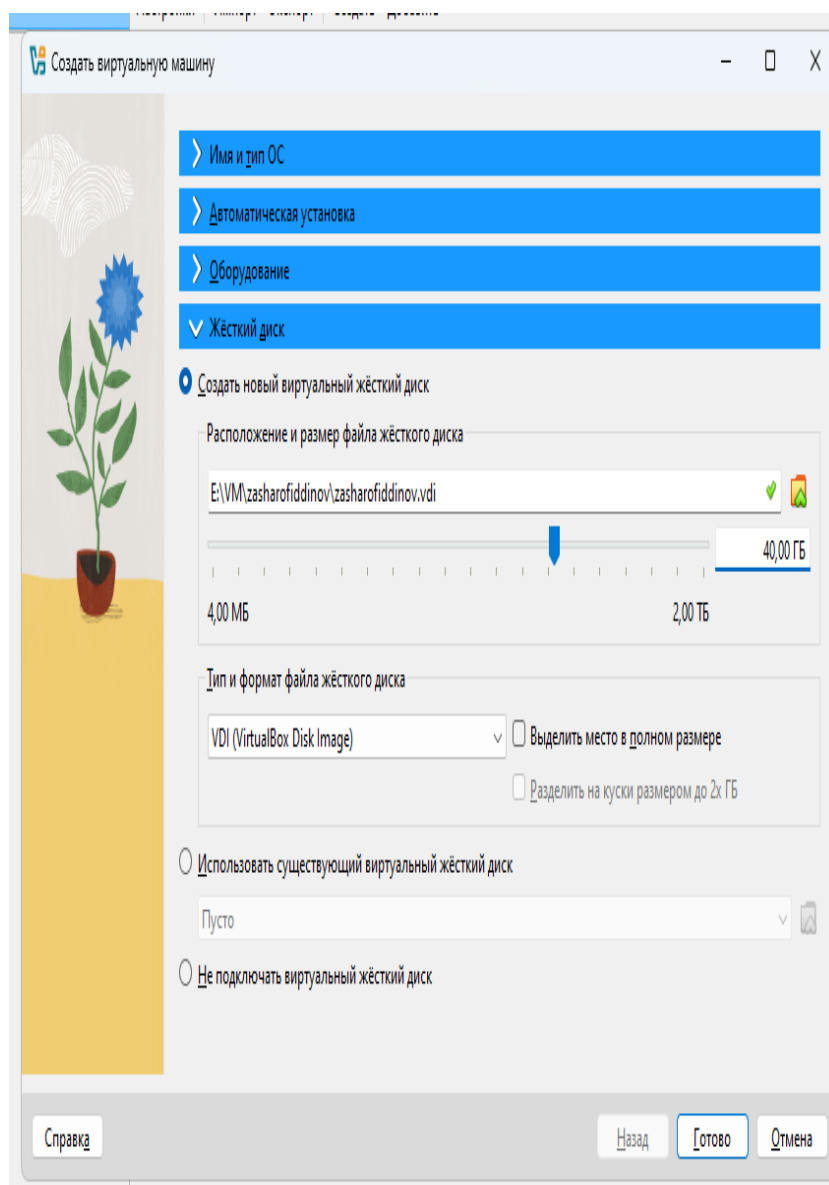 Создать виртуальную машину
Имя и тип ОС
Автоматическая установка
Оборудование
Жёсткий диск
Создать новый виртуальный жёсткий диск
Расположение и размер файла жёсткого диска
E:\VM\zasharofiddinov\zasharofiddinov.vdi
40,00 ГБ
4,00 МБ 2,00 ТБ
Тип и формат файла жёсткого диска
VDI (VirtualBox Disk Image) Выделить место в полном размере
Разделить на куски размером до 2х ГБ
Использовать существующий виртуальный жёсткий диск
Пусто
Не подключать виртуальный жёсткий диск
Справка Назад Готово Отмена